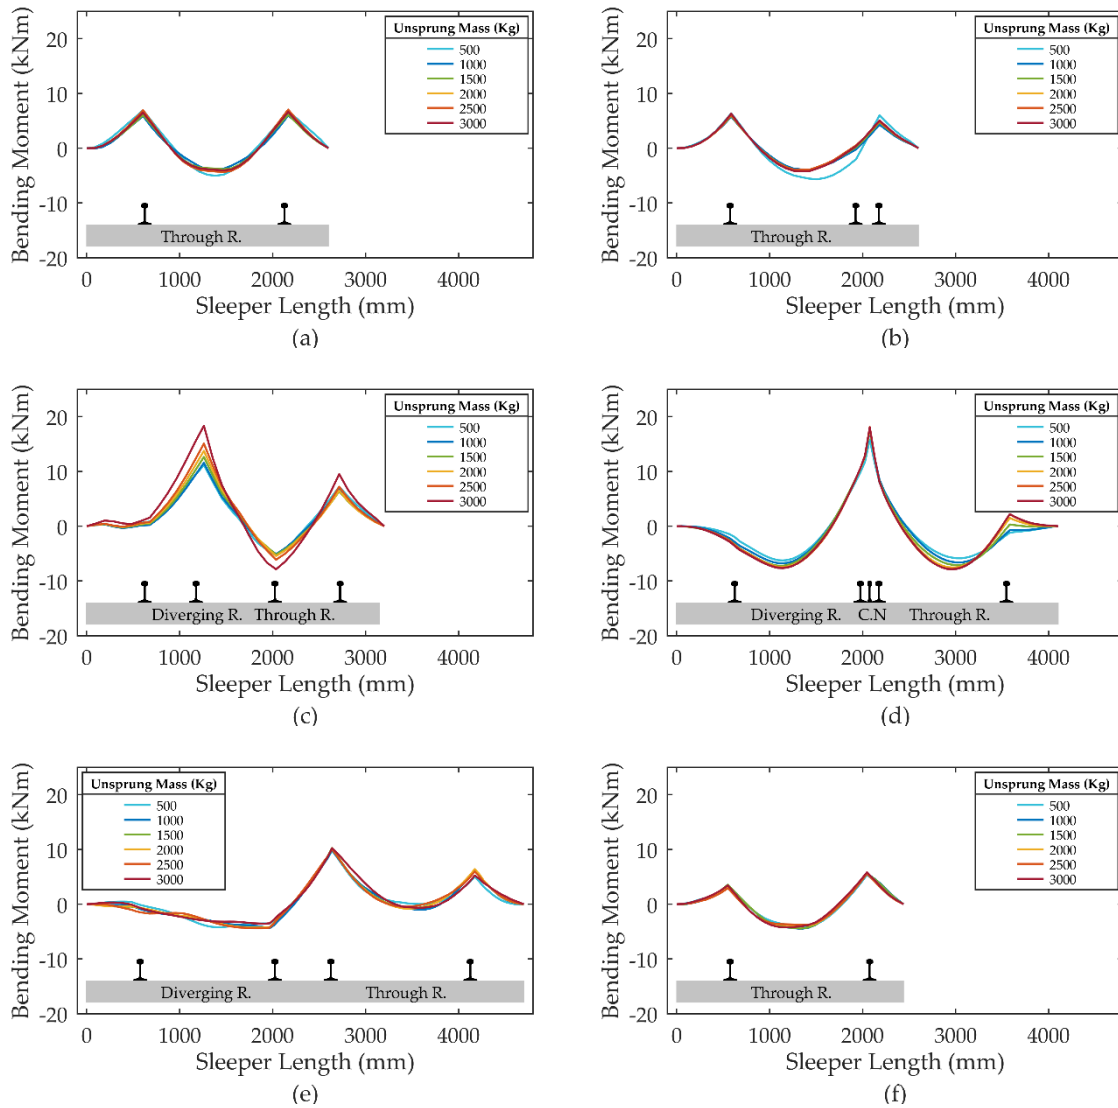 Unsprung Mass (Kg)
500
1000
1500
2000
2500
3000
Bending Moment (kNm)
20
10
0
-10
-20
Through R.
0 1000 2000 3000 4000
Sleeper Length (mm)
(a)
Unsprung Mass (Kg)
500
1000
1500
2000
2500
3000
Bending Moment (kNm)
20
10
0
-10
-20
Through R.
0 1000 2000 3000 4000
Sleeper Length (mm)
(b)
Unsprung Mass (Kg)
500
1000
1500
2000
2500
3000
Bending Moment (kNm)
20
10
0
-10
-20
Diverging R. Through R.
0 1000 2000 3000 4000
Sleeper Length (mm)
(c)
Unsprung Mass (Kg)
500
1000
1500
2000
2500
3000
Bending Moment (kNm)
20
10
0
-10
-20
Diverging R. C.N Through R.
0 1000 2000 3000 4000
Sleeper Length (mm)
(d)
Unsprung Mass (Kg)
500
1000
1500
2000
2500
3000
Bending Moment (kNm)
20
10
0
-10
-20
Diverging R. Through R.
0 1000 2000 3000 4000
Sleeper Length (mm)
(e)
Unsprung Mass (Kg)
500
1000
1500
2000
2500
3000
Bending Moment (kNm)
20
10
0
-10
-20
Through R.
0 1000 2000 3000 4000
Sleeper Length (mm)
(f)